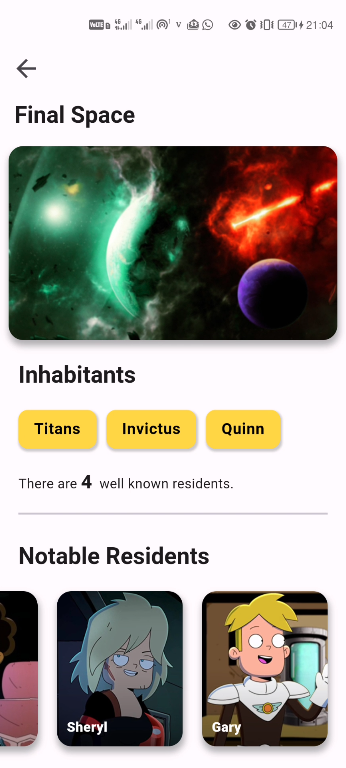 47 21:04
Final Space
Inhabitants
Titans Invictus Quinn
There are 4 well known residents.
Notable Residents
Sheryl Gary